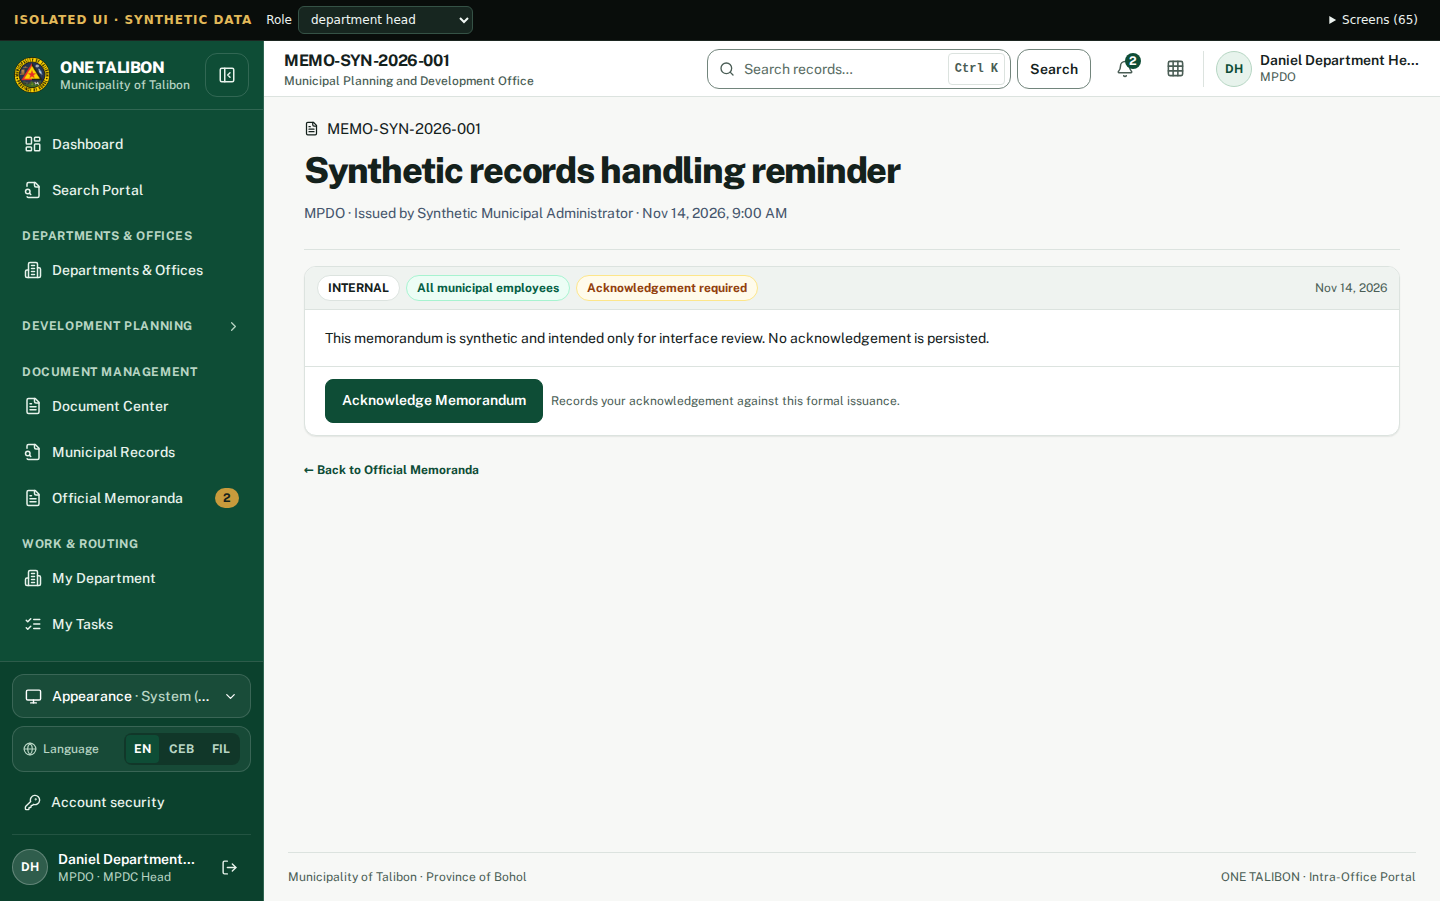 ISOLATED UI · SYNTHETIC DATA Role department head Screens (65)
ONE TALIBON
Municipality of Talibon
MEMO-SYN-2026-001
Municipal Planning and Development Office
Search records... Ctrl K Search
2
DH Daniel Department He...
MPDO
Dashboard
Search Portal
DEPARTMENTS & OFFICES
Departments & Offices
DEVELOPMENT PLANNING
DOCUMENT MANAGEMENT
Document Center
Municipal Records
Official Memoranda 2
WORK & ROUTING
My Department
My Tasks
Appearance · System (...
Language EN CEB FIL
Account security
DH Daniel Department...
MPDO · MPDC Head
MEMO-SYN-2026-001
Synthetic records handling reminder
MPDO · Issued by Synthetic Municipal Administrator · Nov 14, 2026, 9:00 AM
INTERNAL All municipal employees Acknowledgement required Nov 14, 2026
This memorandum is synthetic and intended only for interface review. No acknowledgement is persisted.
Acknowledge Memorandum Records your acknowledgement against this formal issuance.
← Back to Official Memoranda
Municipality of Talibon · Province of Bohol ONE TALIBON · Intra-Office Portal